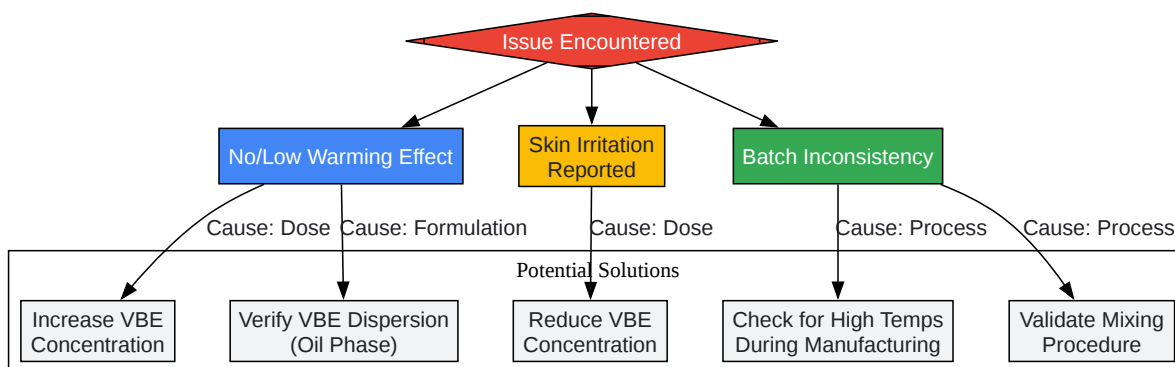 Issue Encountered
No/Low Warming Effect
Skin Irritation
Reported
Batch Inconsistency
Cause: Dose
Cause: Formulation
Cause: Dose
Cause: Process
Cause: Process
Potential Solutions
Increase VBE
Concentration
Verify VBE Dispersion
(Oil Phase)
Reduce VBE
Concentration
Check for High Temps
During Manufacturing
Validate Mixing
Procedure